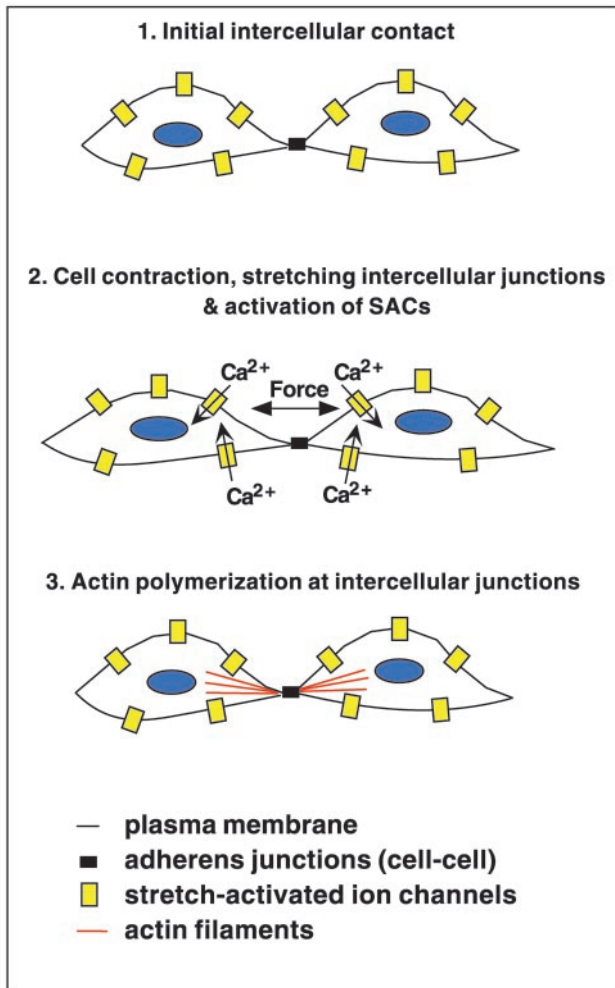 1. Initial intercellular contact
2. Cell contraction, stretching intercellular junctions
& activation of SACs
Ca2+
Ca2+
Force
Ca2+
Ca2+
3. Actin polymerization at intercellular junctions
plasma membrane
adherens junctions (cell-cell)
stretch-activated ion channels
actin filaments